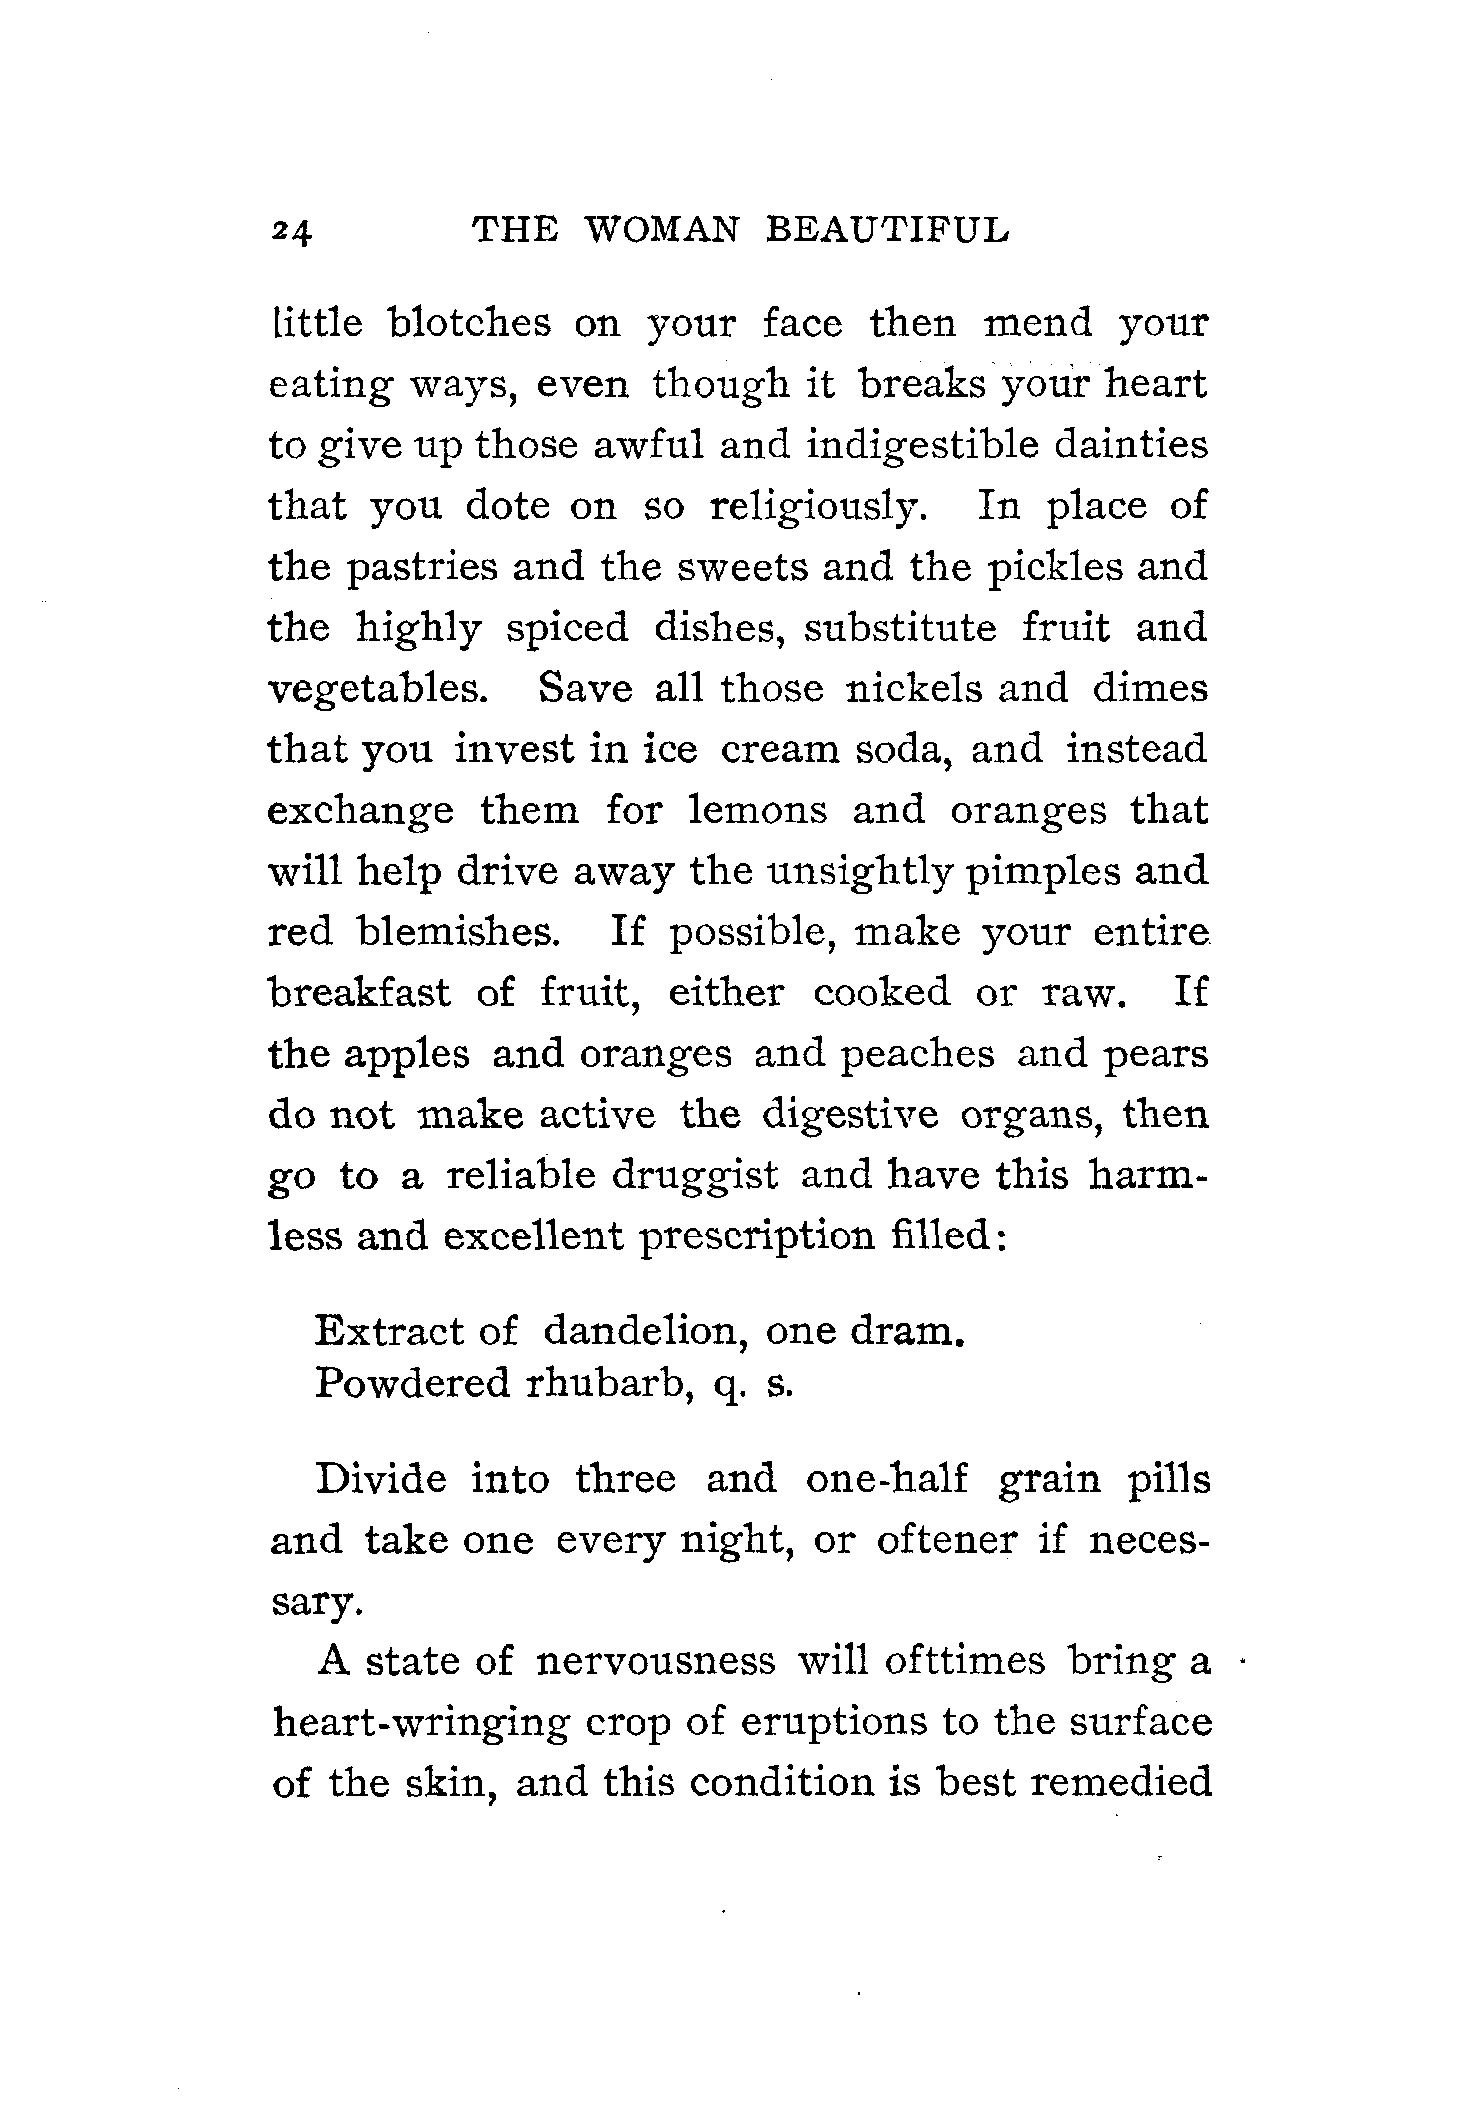 24 THE WOMAN BEAUTIFUL
little blotches on your face then mend your
eating ways, even though it breaks your heart
to give up those awful and indigestible dainties
that you dote on so religiously. In place of
the pastries and the sweets and the pickles and
the highly spiced dishes, substitute fruit and
vegetables. Save all those nickels and dimes
that you invest in ice cream soda, and instead
exchange them for lemons and oranges that
will help drive away the unsightly pimples and
red blemishes. If possible, make your entire
breakfast of fruit, either cooked or raw. If
the apples and oranges and peaches and pears
do not make active the digestive organs, then
go to a reliable druggist and have this harm-
less and excellent prescription filled:
Extract of dandelion, one dram.
Powdered rhubarb, q. s.
Divide into three and one-half grain pills
and take one every night, or oftener if neces-
sary.
A state of nervousness will ofttimes bring a
heart-wringing crop of eruptions to the surface
of the skin, and this condition is best remedied